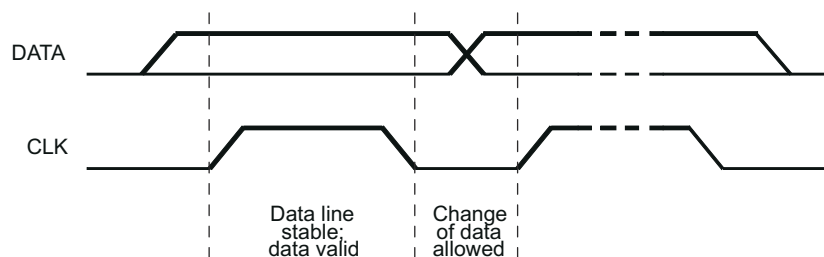 DATA
CLK
Data line
stable;
data valid
Change
of data
allowed